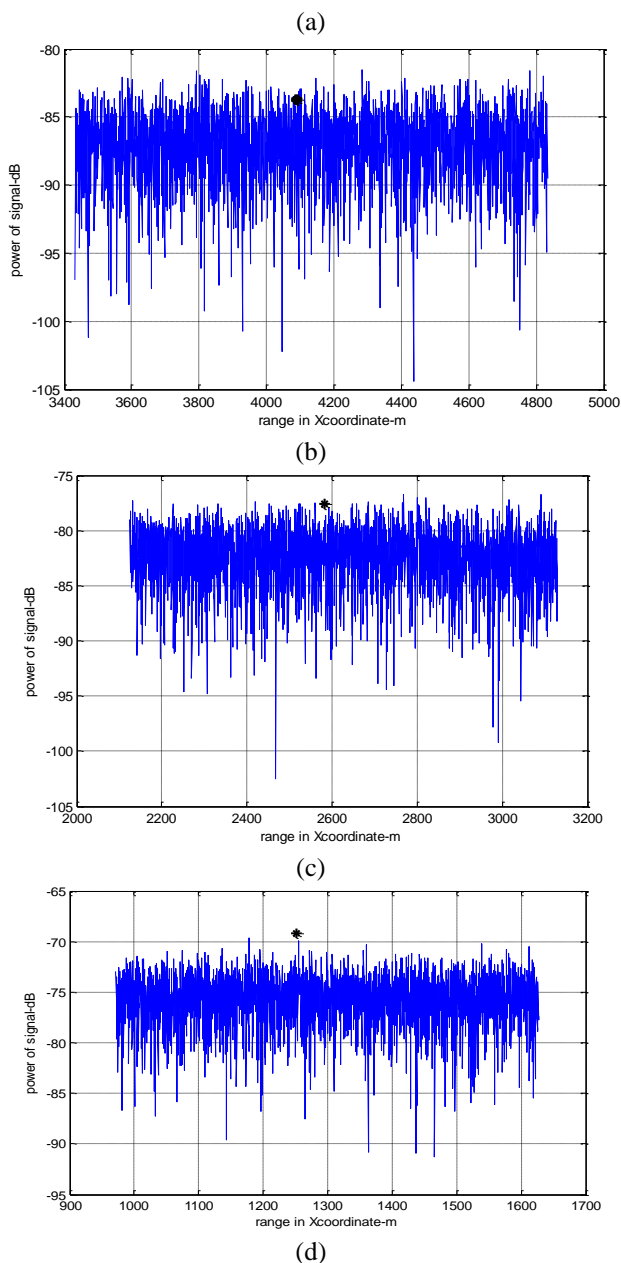 (a)
-80
-85
-90
-95
-100
-105
power of signal-dB
3400 3600 3800 4000 4200 4400 4600 4800 5000
range in Xcoordinate-m
(b)
-75
-80
-85
-90
-95
-100
-105
power of signal-dB
2000 2200 2400 2600 2800 3000 3200
range in Xcoordinate-m
(c)
-65
-70
-75
-80
-85
-90
-95
power of signal-dB
900 1000 1100 1200 1300 1400 1500 1600 1700
range in Xcoordinate-m
(d)